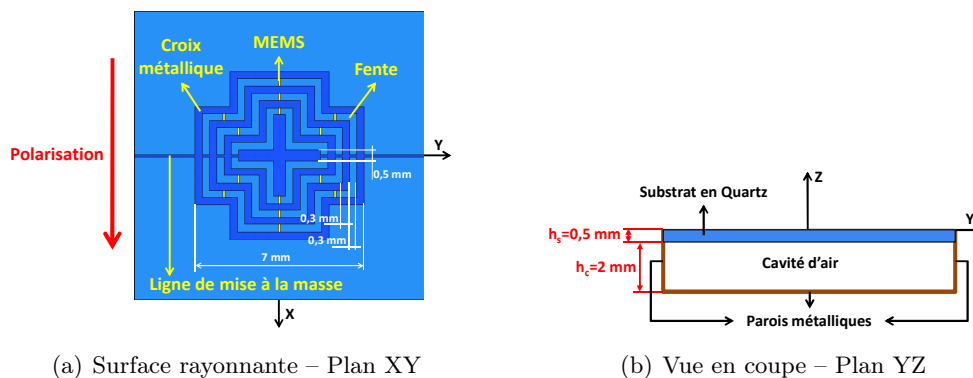 MEMS
Croix
métallique
Fente
Polarisation
Y
0,5 mm
0,3 mm
0,3 mm
7 mm
Ligne de mise à la masse
X
(a) Surface rayonnante – Plan XY
Z
Substrat en Quartz
Y
hs=0,5 mm
hc=2 mm
Cavité d'air
Parois métalliques
(b) Vue en coupe – Plan YZ